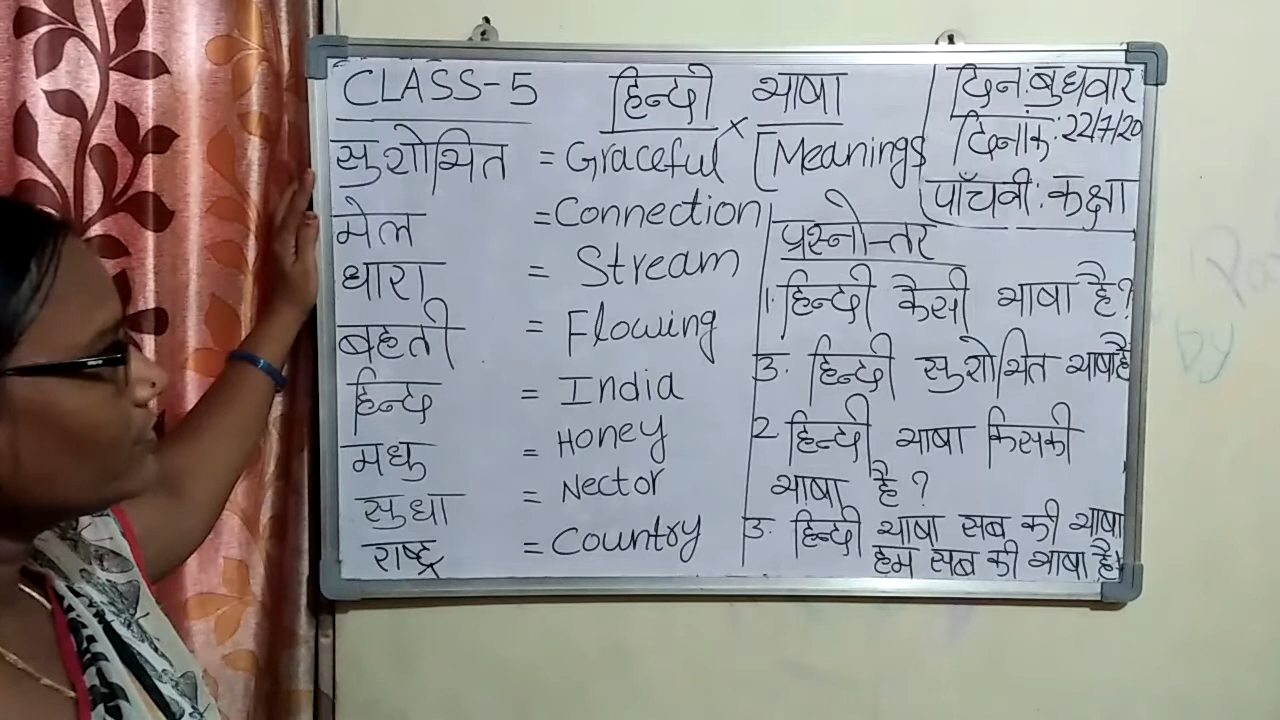 CLASS-5 हिन्दी भाषा
दिन: बुधवार
दिनांक: 22/7/20
पाँचवी: कक्षा
सुशोभित = Graceful [Meanings
मेल = Connection
धारा = Stream
बहती = Flowing
हिन्द = India
मधु = Honey
सुधा = Nector
राष्ट्र = Country
प्रस्नोत्तर
1. हिन्दी कैसी भाषा है?
उ. हिन्दी सुशोभित भाषा है
2 हिन्दी भाषा किसकी
भाषा है?
उ. हिन्दी भाषा सब की भाषा
हम सब की भाषा है।